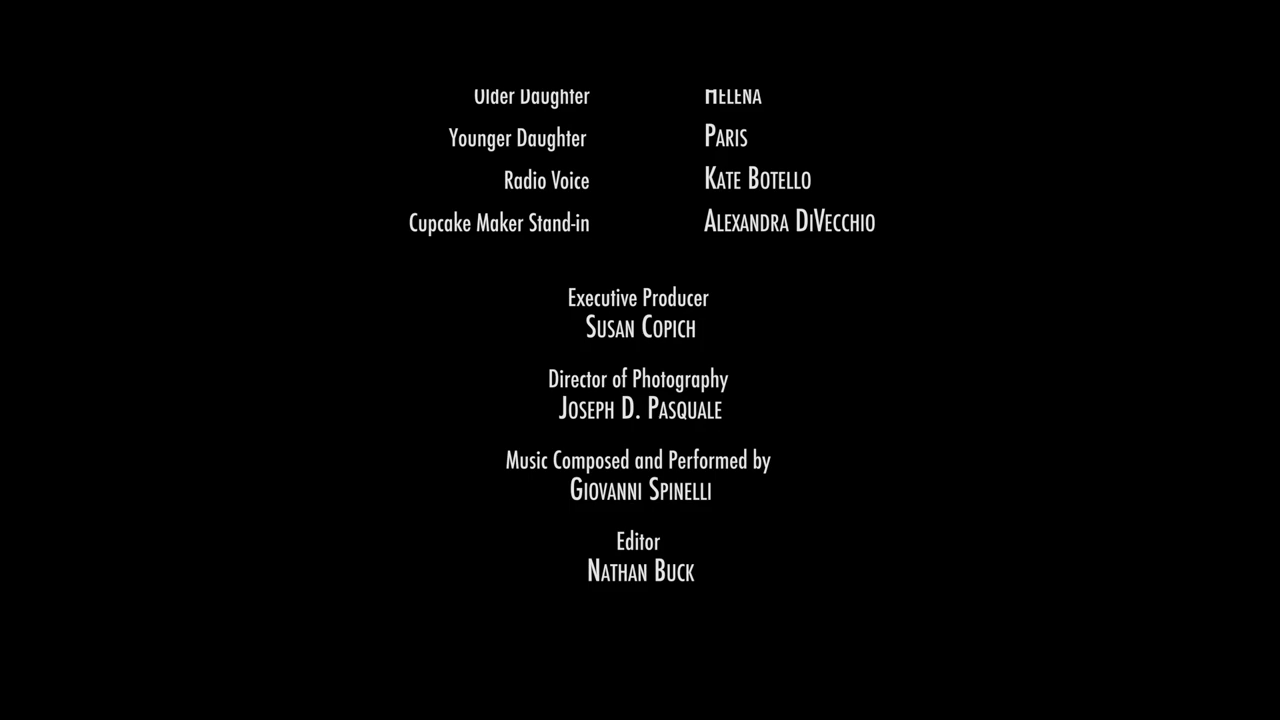 Older Daughter HELENA
Younger Daughter PARIS
Radio Voice KATE BOTELLO
Cupcake Maker Stand-in ALEXANDRA DIVECCHIO
Executive Producer
SUSAN COPICH
Director of Photography
JOSEPH D. PASQUALE
Music Composed and Performed by
GIOVANNI SPINELLI
Editor
NATHAN BUCK